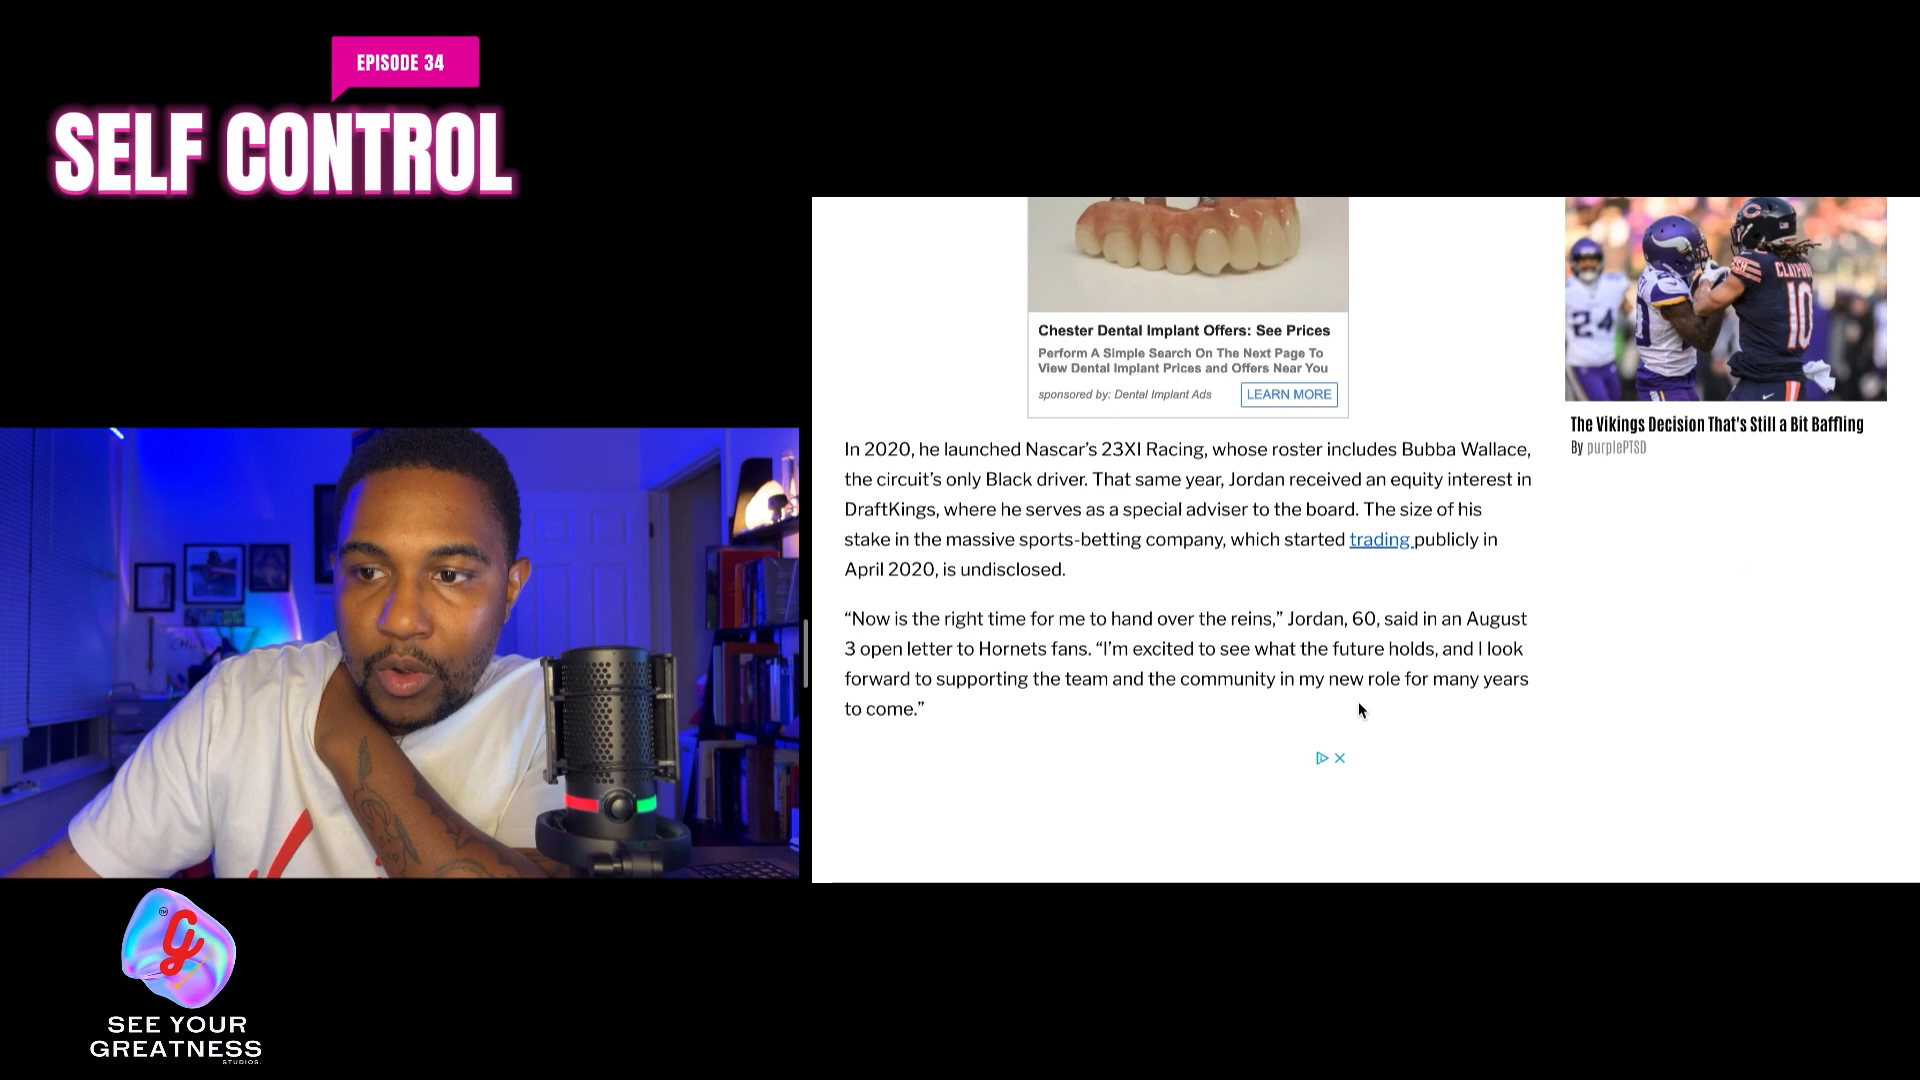 EPISODE 34
SELF CONTROL
Chester Dental Implant Offers: See Prices
Perform A Simple Search On The Next Page To
View Dental Implant Prices and Offers Near You
sponsored by: Dental Implant Ads
LEARN MORE
In 2020, he launched Nascar’s 23XI Racing, whose roster includes Bubba Wallace,
the circuit’s only Black driver. That same year, Jordan received an equity interest in
DraftKings, where he serves as a special adviser to the board. The size of his
stake in the massive sports-betting company, which started trading publicly in
April 2020, is undisclosed.
“Now is the right time for me to hand over the reins,” Jordan, 60, said in an August
3 open letter to Hornets fans. “I’m excited to see what the future holds, and I look
forward to supporting the team and the community in my new role for many years
to come.”
24
C
10
The Vikings Decision That's Still a Bit Baffling
By purplePTSD
TM
g
SEE YOUR
GREATNESS
STUDIOS.